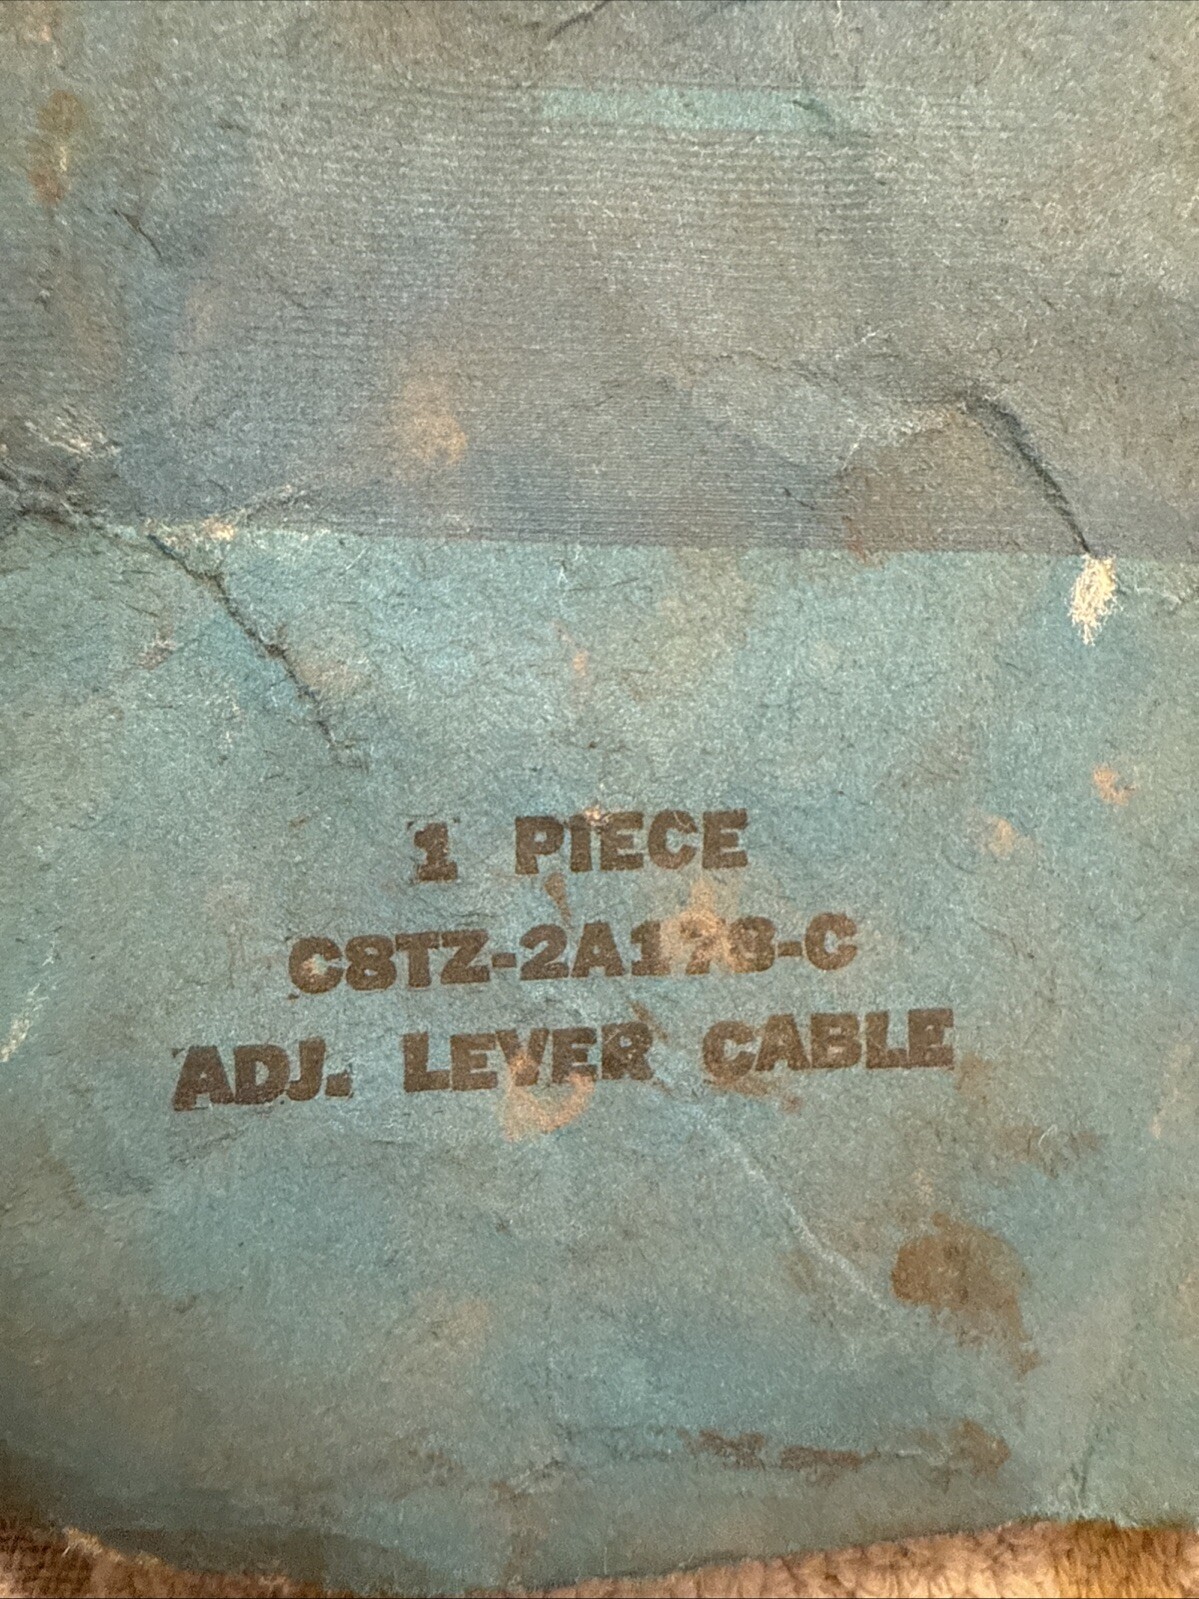 1 PIECE
C8TZ-2A178-C
ADJ. LEVER CABLE